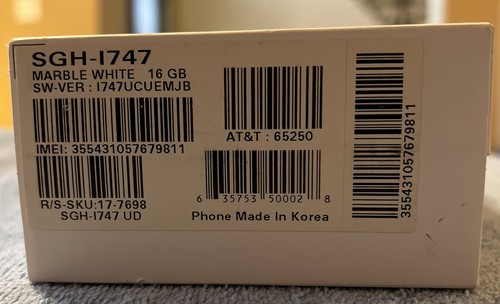 SGH-I747
MARBLE WHITE 16 GB
SW-VER : I747UCUEMJB
IMEI: 355431057679811
R/S-SKU:17-7698
SGH-I747 UD
AT&T : 65250
6 35753 50002 8
Phone Made In Korea
355431057679811